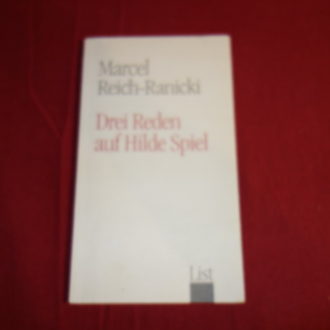 Marcel
Reich-Ranicki
Drei Reden
auf Hilde Spiel
List